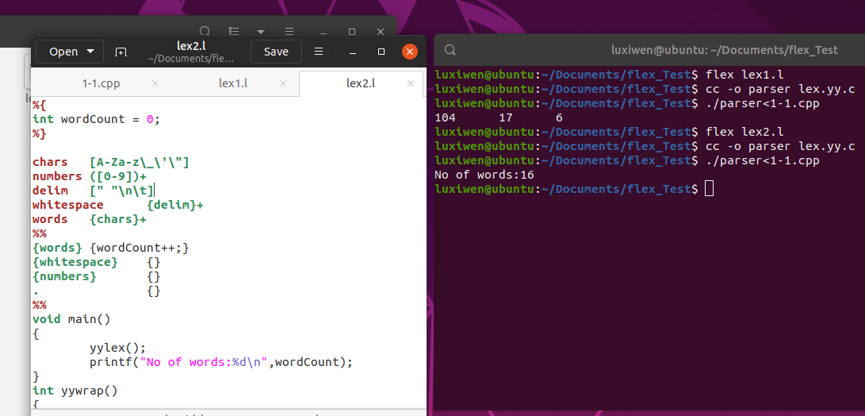 Open
lex2.l
~/Documents/fle...
Save
1-1.cpp
lex1.l
lex2.l
%{
int wordCount = 0;
%}
chars [A-Za-z\_\'\"]
numbers ([0-9])+
delim [" "\n\t]
whitespace {delim}+
words {chars}+
%%
{words} {wordCount++;}
{whitespace} {}
{numbers} {}
. {}
%%
void main()
{
yylex();
printf("No of words:%d\n",wordCount);
}
int yywrap()
{
luxiwen@ubuntu: ~/Documents/flex_Test
luxiwen@ubuntu:~/Documents/flex_Test$ flex lex1.l
luxiwen@ubuntu:~/Documents/flex_Test$ cc -o parser lex.yy.c
luxiwen@ubuntu:~/Documents/flex_Test$ ./parser<1-1.cpp
104 17 6
luxiwen@ubuntu:~/Documents/flex_Test$ flex lex2.l
luxiwen@ubuntu:~/Documents/flex_Test$ cc -o parser lex.yy.c
luxiwen@ubuntu:~/Documents/flex_Test$ ./parser<1-1.cpp
No of words:16
luxiwen@ubuntu:~/Documents/flex_Test$